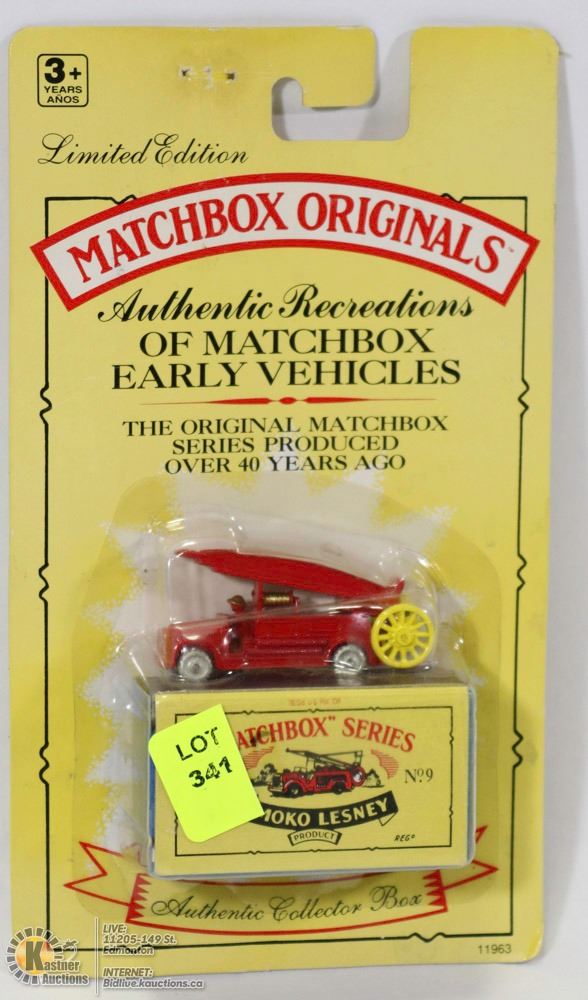 3+
YEARS
AÑOS
Limited Edition
MATCHBOX ORIGINALS™
Authentic Recreations
OF MATCHBOX
EARLY VEHICLES
THE ORIGINAL MATCHBOX
SERIES PRODUCED
OVER 40 YEARS AGO
ATCHBOX" SERIES
Nº9
MOKO LESNEY
PRODUCT
REGD
LOT
341
Authentic Collector Box
11963
Kastner
Auctions
LIVE:
11205-149 St.
Edmonton
INTERNET:
Bidlive.kauctions.ca